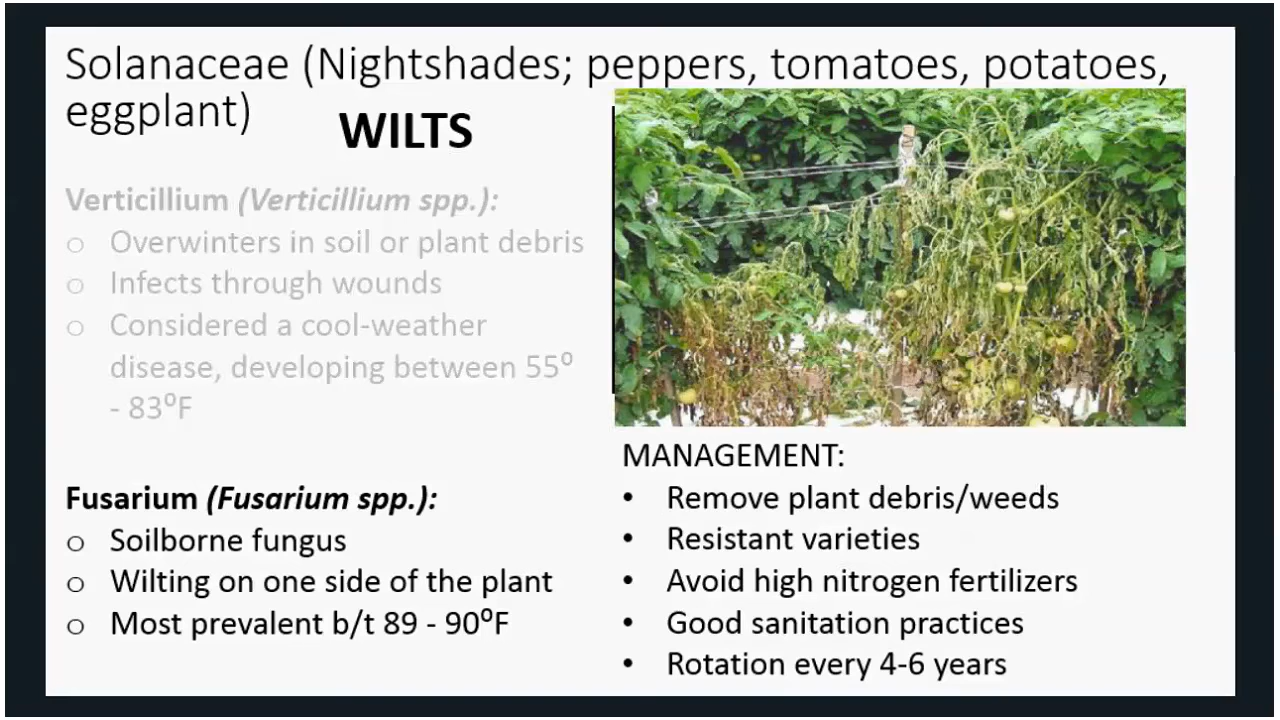 Solanaceae (Nightshades; peppers, tomatoes, potatoes,
eggplant)
WILTS
Verticillium (Verticillium spp.):
o Overwinters in soil or plant debris
o Infects through wounds
o Considered a cool-weather
disease, developing between 55⁰
- 83⁰F
Fusarium (Fusarium spp.):
o Soilborne fungus
o Wilting on one side of the plant
o Most prevalent b/t 89 - 90⁰F
MANAGEMENT:
• Remove plant debris/weeds
• Resistant varieties
• Avoid high nitrogen fertilizers
• Good sanitation practices
• Rotation every 4-6 years